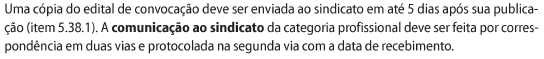 Uma cópia do edital de convocação deve ser enviada ao sindicato em até 5 dias após sua publica-
ção (item 5.38.1). A comunicação ao sindicato da categoria profissional deve ser feita por corres-
pondência em duas vias e protocolada na segunda via com a data de recebimento.